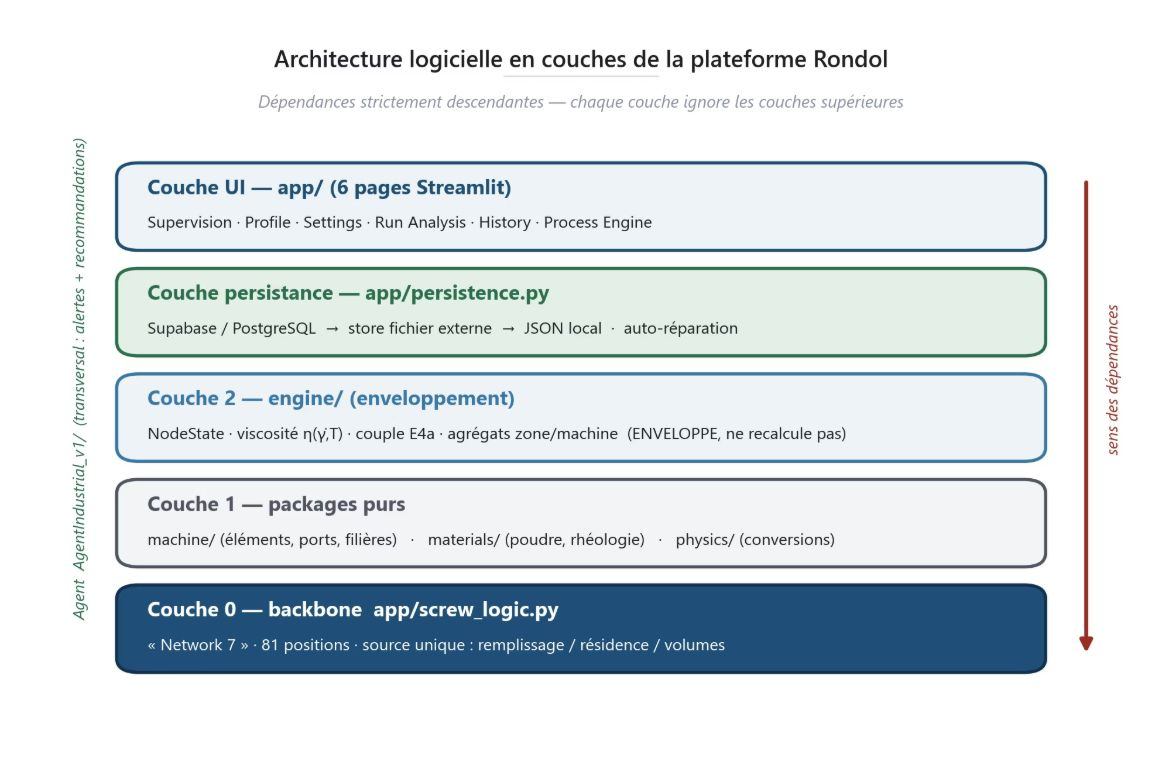 Architecture logicielle en couches de la plateforme Rondol
Dépendances strictement descendantes — chaque couche ignore les couches supérieures
Agent AgentIndustrial_v1/ (transversal : alertes + recommandations)
Couche UI — app/ (6 pages Streamlit)
Supervision · Profile · Settings · Run Analysis · History · Process Engine
Couche persistance — app/persistence.py
Supabase / PostgreSQL → store fichier externe → JSON local · auto-réparation
Couche 2 — engine/ (enveloppement)
NodeState · viscosité η(γ̇,T) · couple E4a · agrégats zone/machine (ENVELOPPE, ne recalcule pas)
Couche 1 — packages purs
machine/ (éléments, ports, filières) · materials/ (poudre, rhéologie) · physics/ (conversions)
Couche 0 — backbone app/screw_logic.py
« Network 7 » · 81 positions · source unique : remplissage / résidence / volumes
sens des dépendances